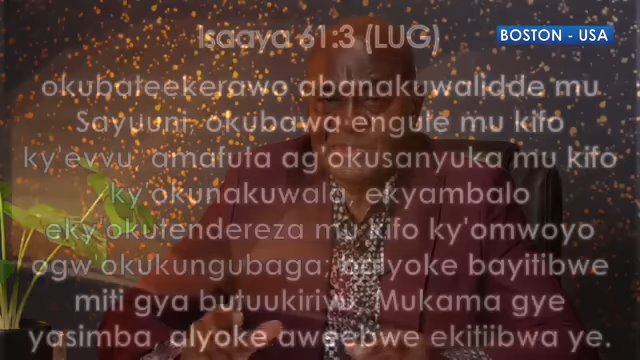 Isaaya 61:3 (LUG)
BOSTON - USA
okubateekerawo abanakuwalidde mu
Sayuuni, okubawa engule mu kifo
ky'evvu, amafuta ag'okusanyuka mu kifo
ky'okunakuwala, ekyambalo
eky'okutendereza mu kifo ky'omwoyo
ogw'okukungubaga; balyoke bayitibwe
miti gya butuukirivu, Mukama gye
yasimba, alyoke aweebwe ekitiibwa ye.